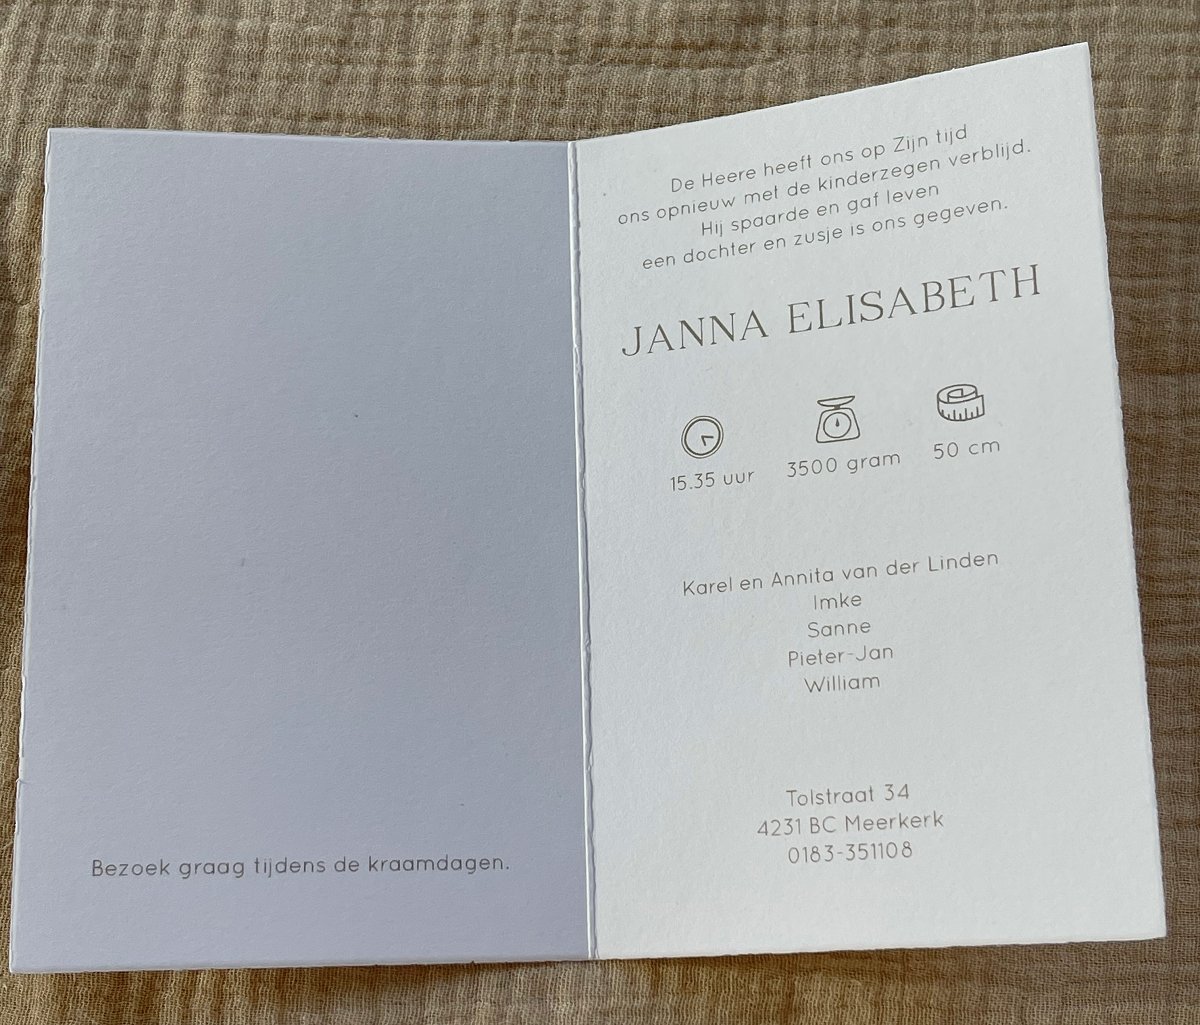 Bezoek graag tijdens de kraamdagen.
De Heere heeft ons op Zijn tijd
ons opnieuw met de kinderzegen verblijd.
Hij spaarde en gaf leven
een dochter en zusje is ons gegeven.
JANNA ELISABETH
15.35 uur
3500 gram
50 cm
Karel en Annita van der Linden
Imke
Sanne
Pieter-Jan
William
Tolstraat 34
4231 BC Meerkerk
0183-351108